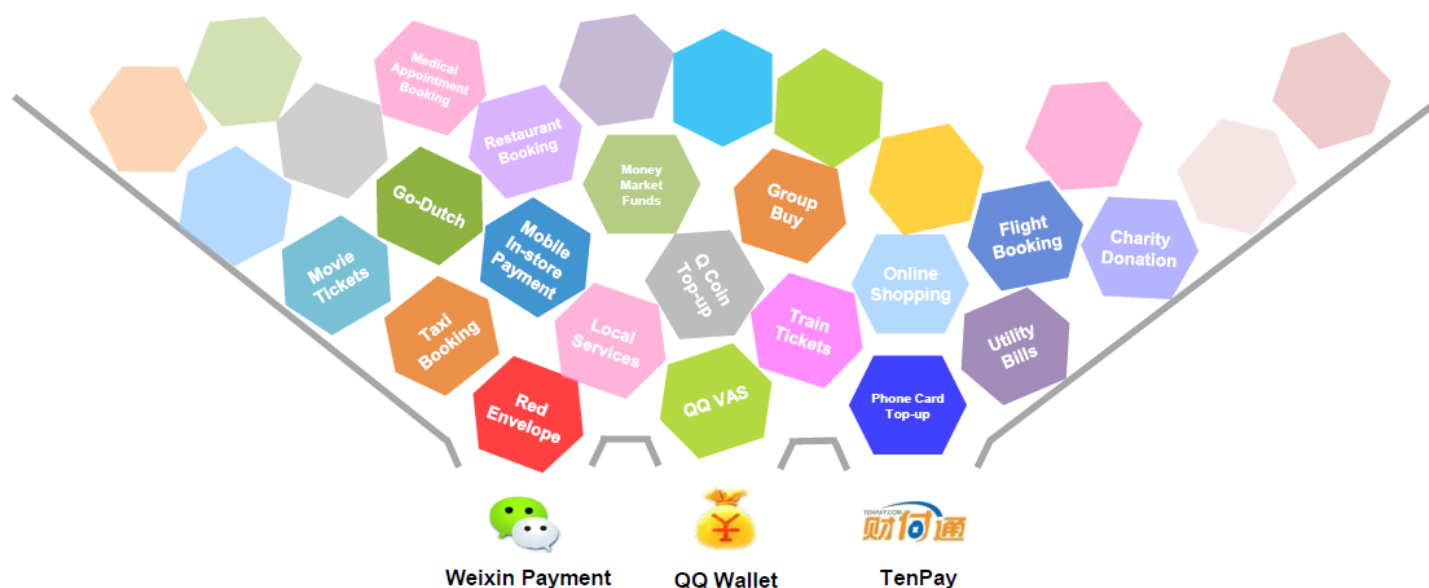 Medical
Appointment
Booking
Restaurant
Booking
Money
Market
Funds
Go-Dutch
Group
Buy
Mobile
In-store
Payment
Flight
Booking
Charity
Donation
Movie
Tickets
Q Coin
Top-up
Online
Shopping
Taxi
Booking
Local
Services
Train
Tickets
Utility
Bills
Red
Envelope
QQ VAS
Phone Card
Top-up
TENPAY.COM
财付通
Weixin Payment
QQ Wallet
TenPay